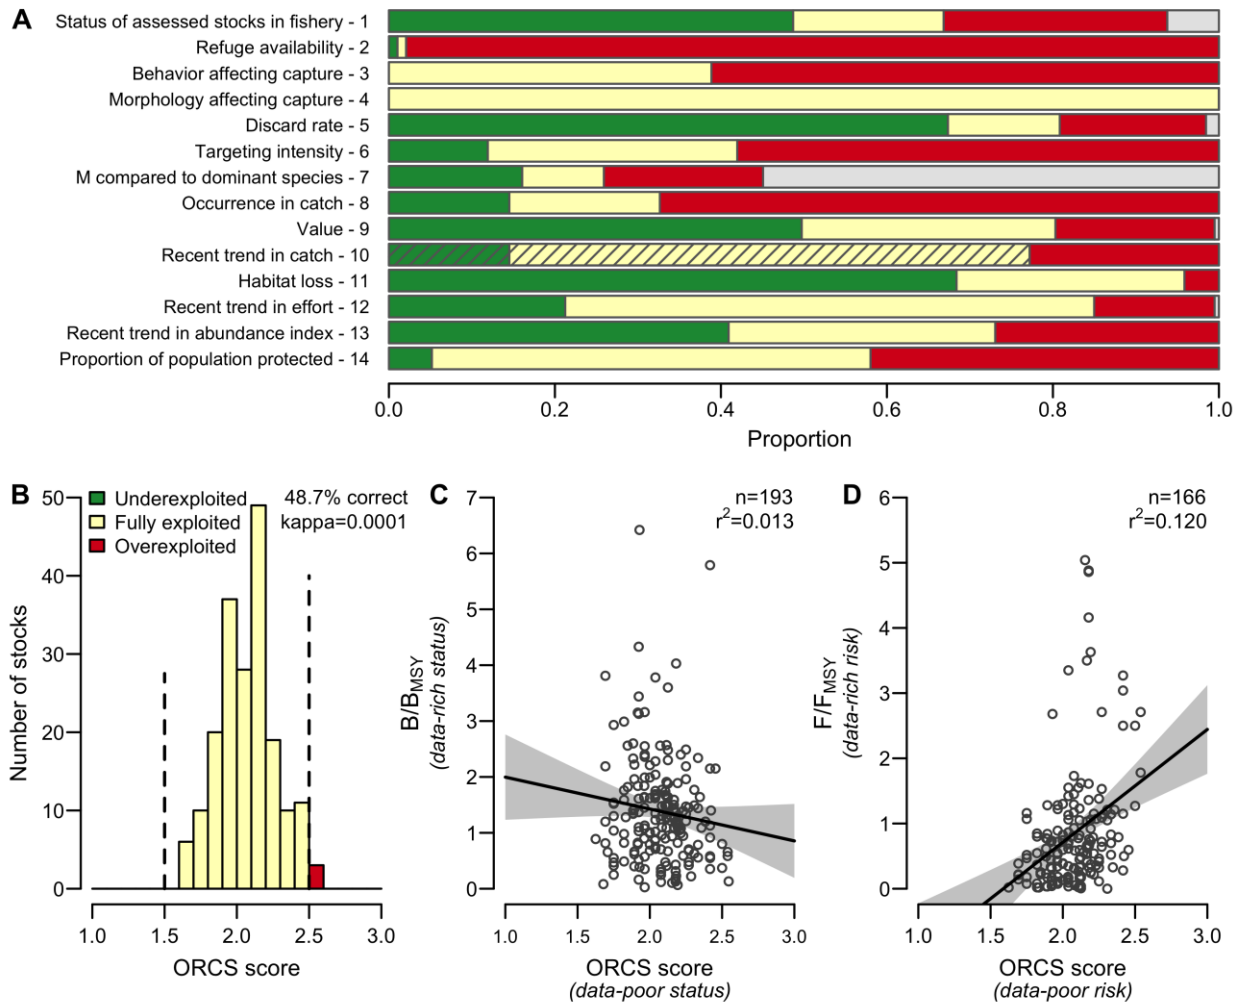 A
Status of assessed stocks in fishery - 1
Refuge availability - 2
Behavior affecting capture - 3
Morphology affecting capture - 4
Discard rate - 5
Targeting intensity - 6
M compared to dominant species - 7
Occurrence in catch - 8
Value - 9
Recent trend in catch - 10
Habitat loss - 11
Recent trend in effort - 12
Recent trend in abundance index - 13
Proportion of population protected - 14
0.0 0.2 0.4 0.6 0.8 1.0
Proportion
B
Underexploited
Fully exploited
Overexploited
48.7% correct
kappa=0.0001
50
40
30
20
10
0
Number of stocks
1.0 1.5 2.0 2.5 3.0
ORCS score
C
n=193
r2=0.013
7
6
5
4
3
2
1
0
B/BMSY
(data-rich status)
1.0 1.5 2.0 2.5 3.0
ORCS score
(data-poor status)
D
n=166
r2=0.120
6
5
4
3
2
1
0
F/FMSY
(data-rich risk)
1.0 1.5 2.0 2.5 3.0
ORCS score
(data-poor risk)